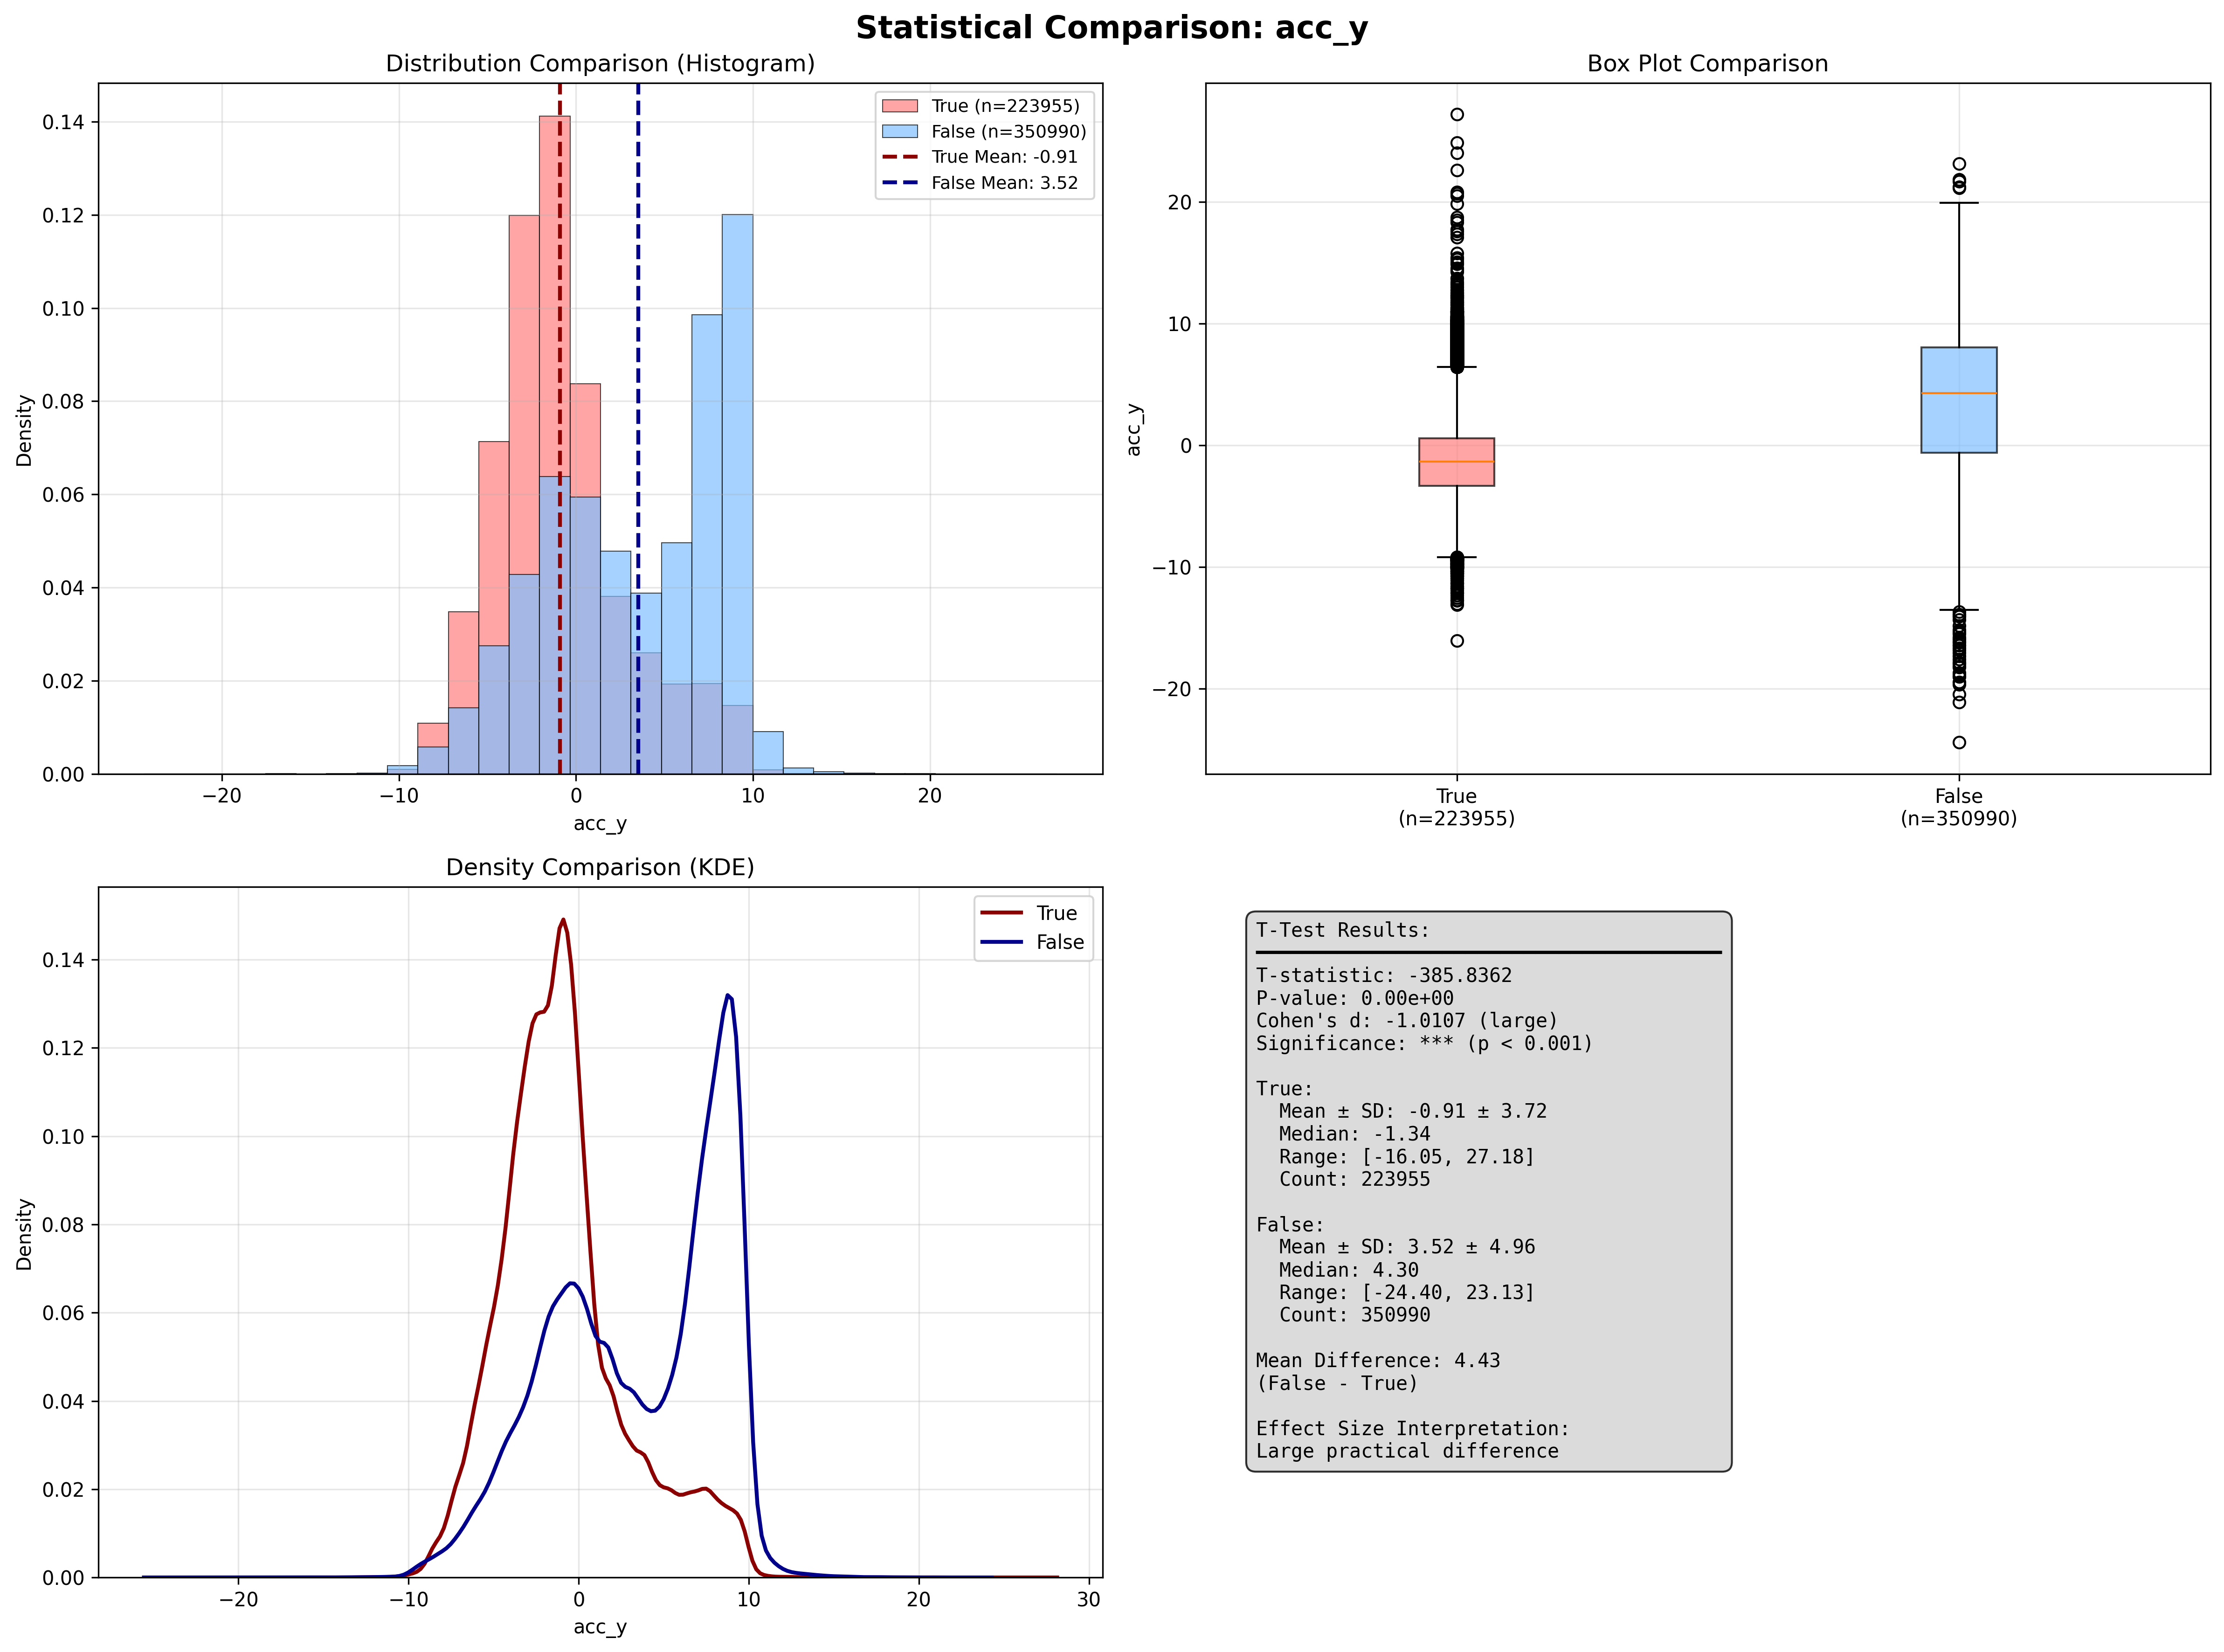 Statistical Comparison: acc_y
Distribution Comparison (Histogram)
Density
0.14
0.12
0.10
0.08
0.06
0.04
0.02
0.00
−20
−10
0
10
20
acc_y
True (n=223955)
False (n=350990)
True Mean: -0.91
False Mean: 3.52
Box Plot Comparison
acc_y
20
10
0
−10
−20
True
(n=223955)
False
(n=350990)
Density Comparison (KDE)
Density
0.14
0.12
0.10
0.08
0.06
0.04
0.02
0.00
−20
−10
0
10
20
30
acc_y
True
False
T-Test Results:
T-statistic: -385.8362
P-value: 0.00e+00
Cohen's d: -1.0107 (large)
Significance: *** (p < 0.001)
True:
Mean ± SD: -0.91 ± 3.72
Median: -1.34
Range: [-16.05, 27.18]
Count: 223955
False:
Mean ± SD: 3.52 ± 4.96
Median: 4.30
Range: [-24.40, 23.13]
Count: 350990
Mean Difference: 4.43
(False - True)
Effect Size Interpretation:
Large practical difference